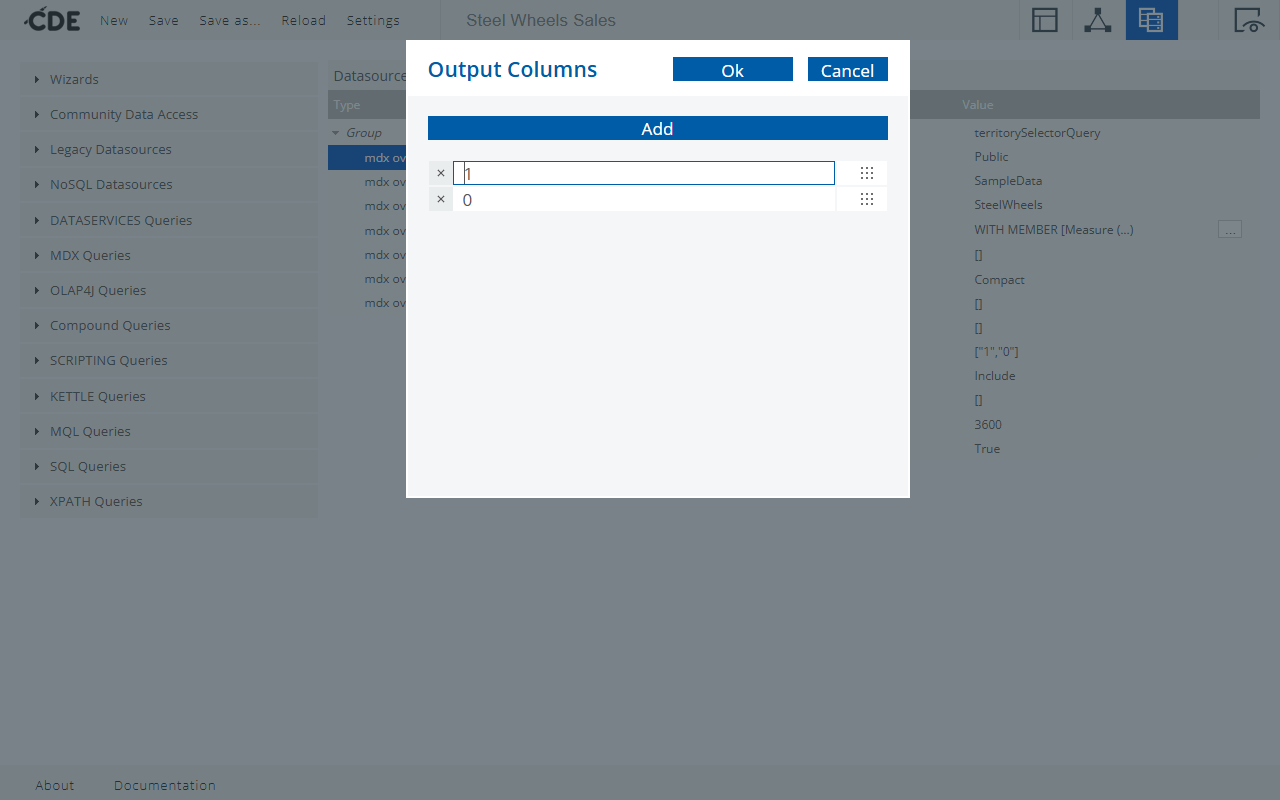 CDE New Save Save as... Reload Settings Steel Wheels Sales
Output Columns Ok Cancel
Add
× 1
× 0
Wizards
Community Data Access
Legacy Datasources
NoSQL Datasources
DATASERVICES Queries
MDX Queries
OLAP4J Queries
Compound Queries
SCRIPTING Queries
KETTLE Queries
MQL Queries
SQL Queries
XPATH Queries
Datasource
Type
Group
mdx ov
mdx ov
mdx ov
mdx ov
mdx ov
mdx ov
mdx ov
Value
territorySelectorQuery
Public
SampleData
SteelWheels
WITH MEMBER [Measure (...) ...
[]
Compact
[]
[]
["1","0"]
Include
[]
3600
True
About Documentation